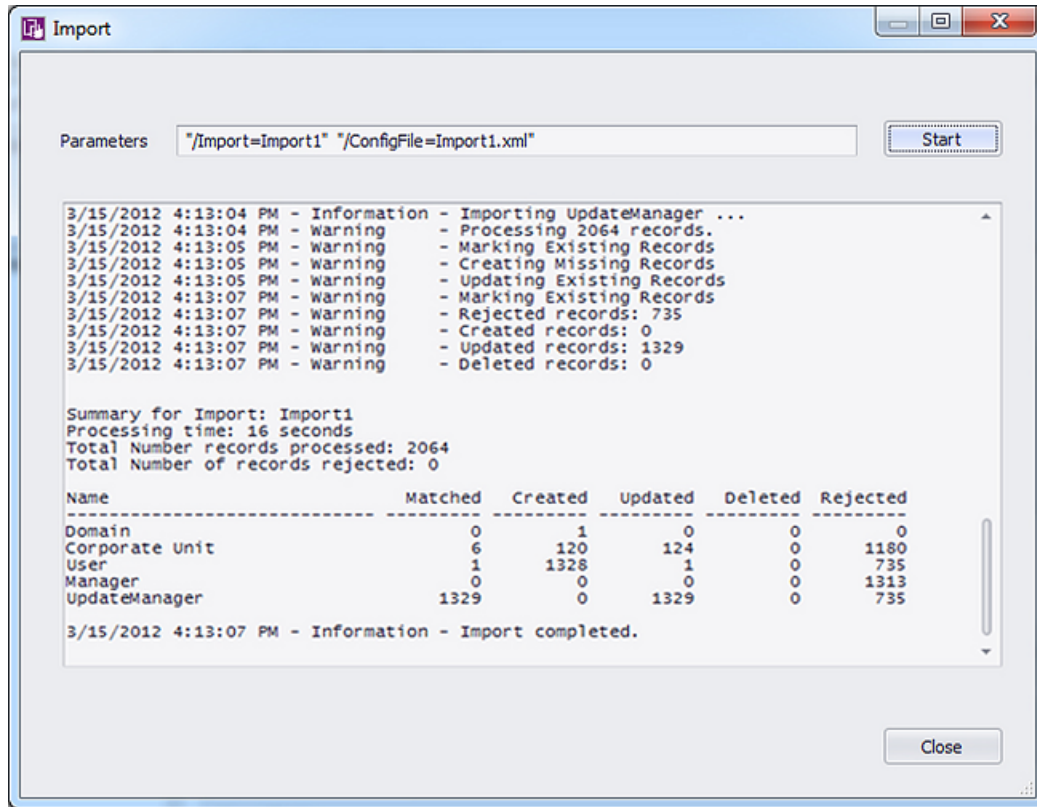 Import
Parameters "/Import=Import1" "/ConfigFile=Import1.xml" Start
3/15/2012 4:13:04 PM - Information - Importing UpdateManager ...
3/15/2012 4:13:04 PM - Warning - Processing 2064 records.
3/15/2012 4:13:05 PM - Warning - Marking Existing Records
3/15/2012 4:13:05 PM - Warning - Creating Missing Records
3/15/2012 4:13:05 PM - Warning - Updating Existing Records
3/15/2012 4:13:07 PM - Warning - Marking Existing Records
3/15/2012 4:13:07 PM - Warning - Rejected records: 735
3/15/2012 4:13:07 PM - Warning - Created records: 0
3/15/2012 4:13:07 PM - Warning - Updated records: 1329
3/15/2012 4:13:07 PM - Warning - Deleted records: 0
Summary for Import: Import1
Processing time: 16 seconds
Total Number records processed: 2064
Total Number of records rejected: 0
Name Matched Created Updated Deleted Rejected
------------------------------ --------- --------- --------- --------- ---------
Domain 0 1 0 0 0
Corporate Unit 6 120 124 0 1180
User 1 1328 1 0 735
Manager 0 0 0 0 1313
UpdateManager 1329 0 1329 0 735
3/15/2012 4:13:07 PM - Information - Import completed.
Close